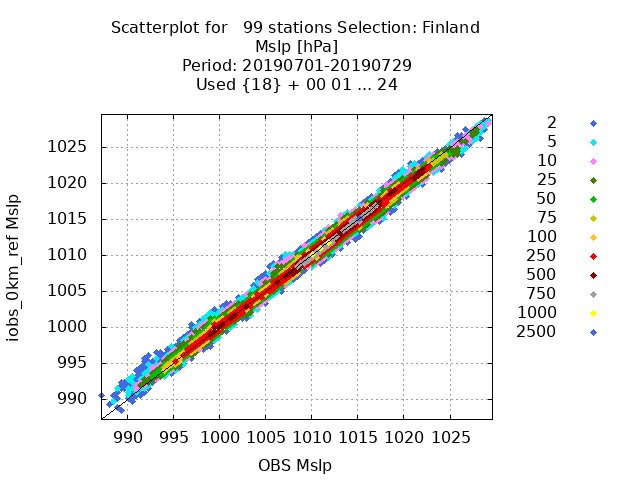 Scatterplot for   99 stations Selection: Finland
Mslp [hPa]
Period: 20190701-20190729
Used {18} + 00 01 ... 24
iobs_0km_ref Mslp
1025
1020
1015
1010
1005
1000
995
990
990 995 1000 1005 1010 1015 1020 1025
OBS Mslp
2
5
10
25
50
75
100
250
500
750
1000
2500